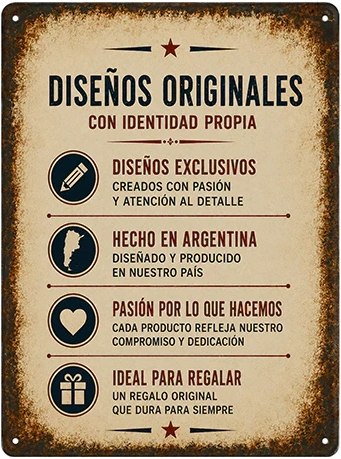 DISEÑOS ORIGINALES
CON IDENTIDAD PROPIA
DISEÑOS EXCLUSIVOS
CREADOS CON PASIÓN
Y ATENCIÓN AL DETALLE
HECHO EN ARGENTINA
DISEÑADO Y PRODUCIDO
EN NUESTRO PAÍS
PASIÓN POR LO QUE HACEMOS
CADA PRODUCTO REFLEJA NUESTRO
COMPROMISO Y DEDICACIÓN
IDEAL PARA REGALAR
UN REGALO ORIGINAL
QUE DURA PARA SIEMPRE